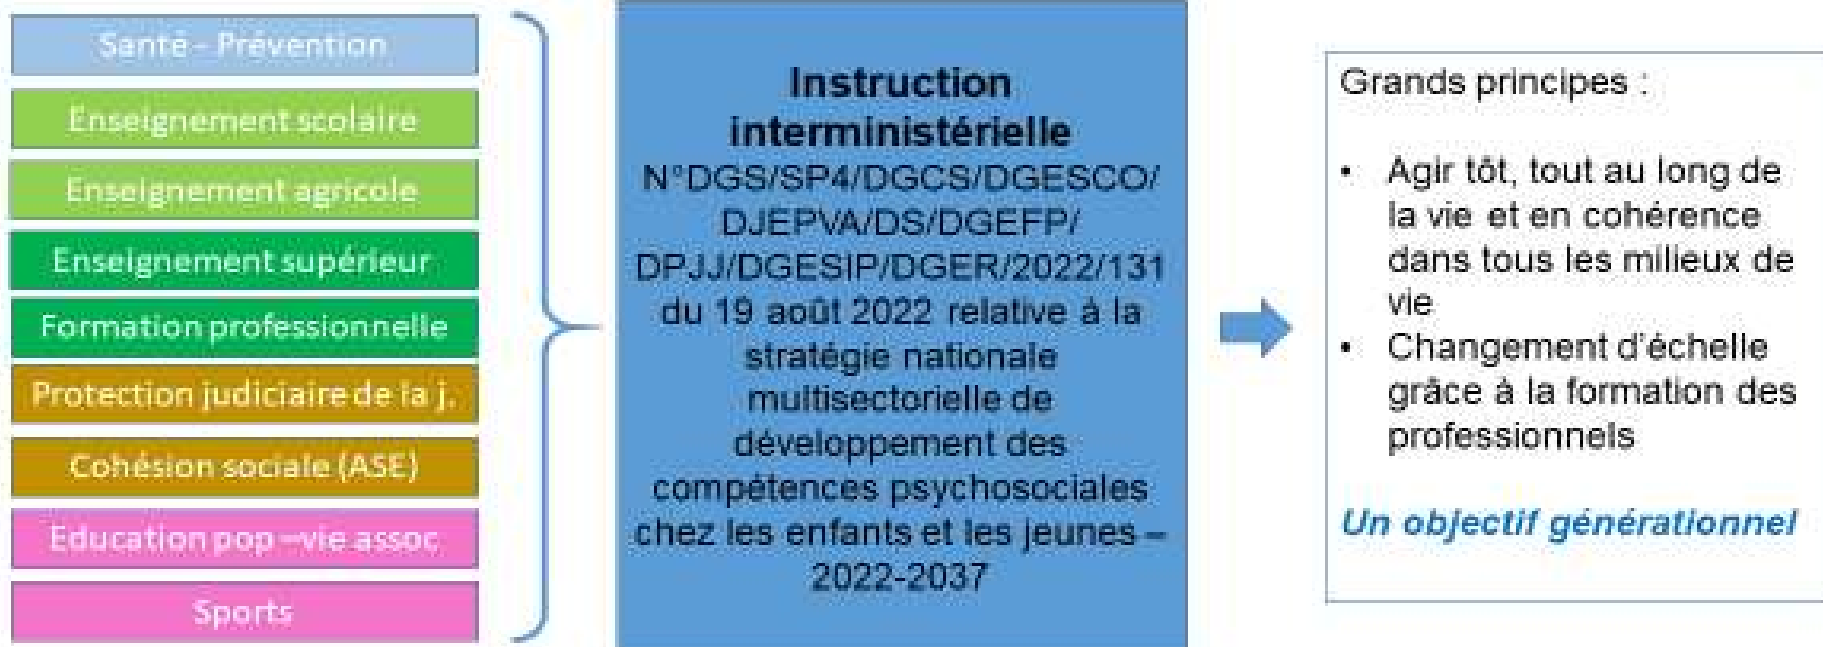 Santé - Prévention
Enseignement scolaire
Enseignement agricole
Enseignement supérieur
Formation professionnelle
Protection judiciaire de la j.
Cohésion sociale (ASE)
Education pop –vie assoc
Sports
Instruction
interministérielle
N°DGS/SP4/DGCS/DGESCO/
DJEPVA/DS/DGEFP/
DPJJ/DGESIP/DGER/2022/131
du 19 août 2022 relative à la
stratégie nationale
multisectorielle de
développement des
compétences psychosociales
chez les enfants et les jeunes –
2022-2037
Grands principes :
• Agir tôt, tout au long de
la vie et en cohérence
dans tous les milieux de
vie
• Changement d'échelle
grâce à la formation des
professionnels
Un objectif générationnel